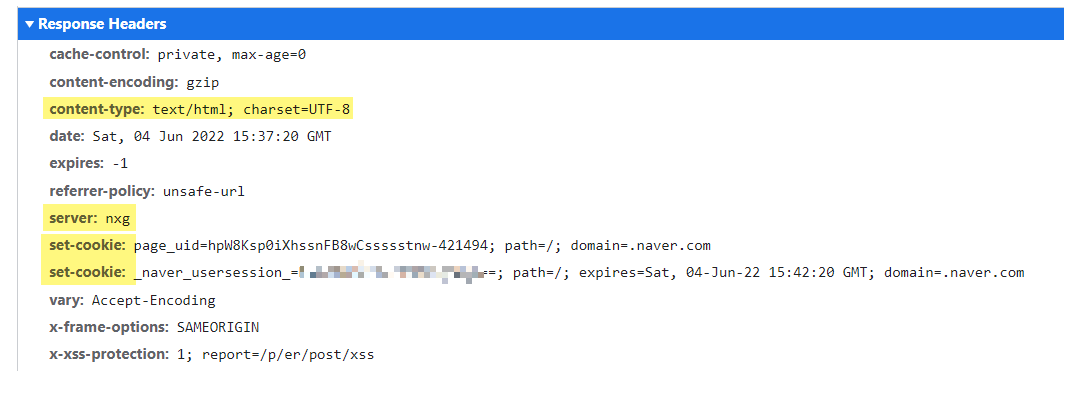 Response Headers
cache-control: private, max-age=0
content-encoding: gzip
content-type: text/html; charset=UTF-8
date: Sat, 04 Jun 2022 15:37:20 GMT
expires: -1
referrer-policy: unsafe-url
server: nxg
set-cookie: page_uid=hpW8Ksp0iXhssnFB8wCssssstnw-421494; path=/; domain=.naver.com
set-cookie: _naver_usersession_= ==; path=/; expires=Sat, 04-Jun-22 15:42:20 GMT; domain=.naver.com
vary: Accept-Encoding
x-frame-options: SAMEORIGIN
x-xss-protection: 1; report=/p/er/post/xss